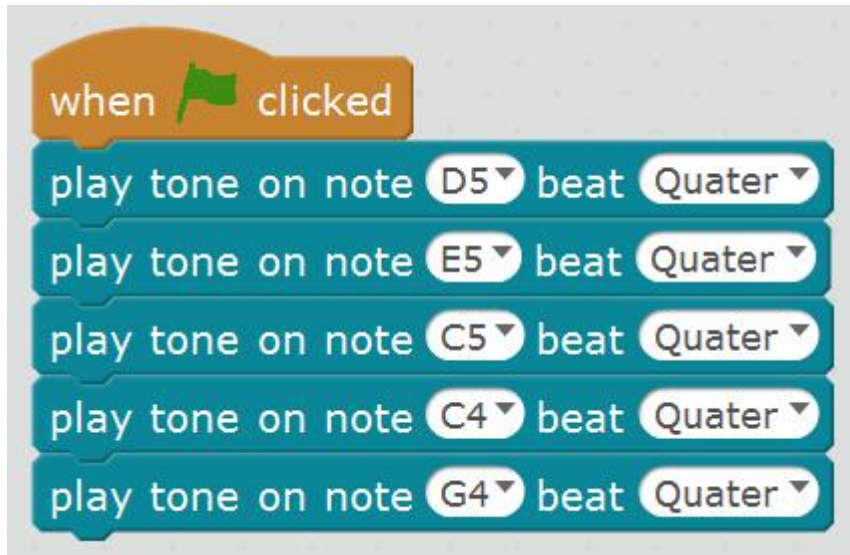 when clicked
play tone on note D5 beat Quater
play tone on note E5 beat Quater
play tone on note C5 beat Quater
play tone on note C4 beat Quater
play tone on note G4 beat Quater